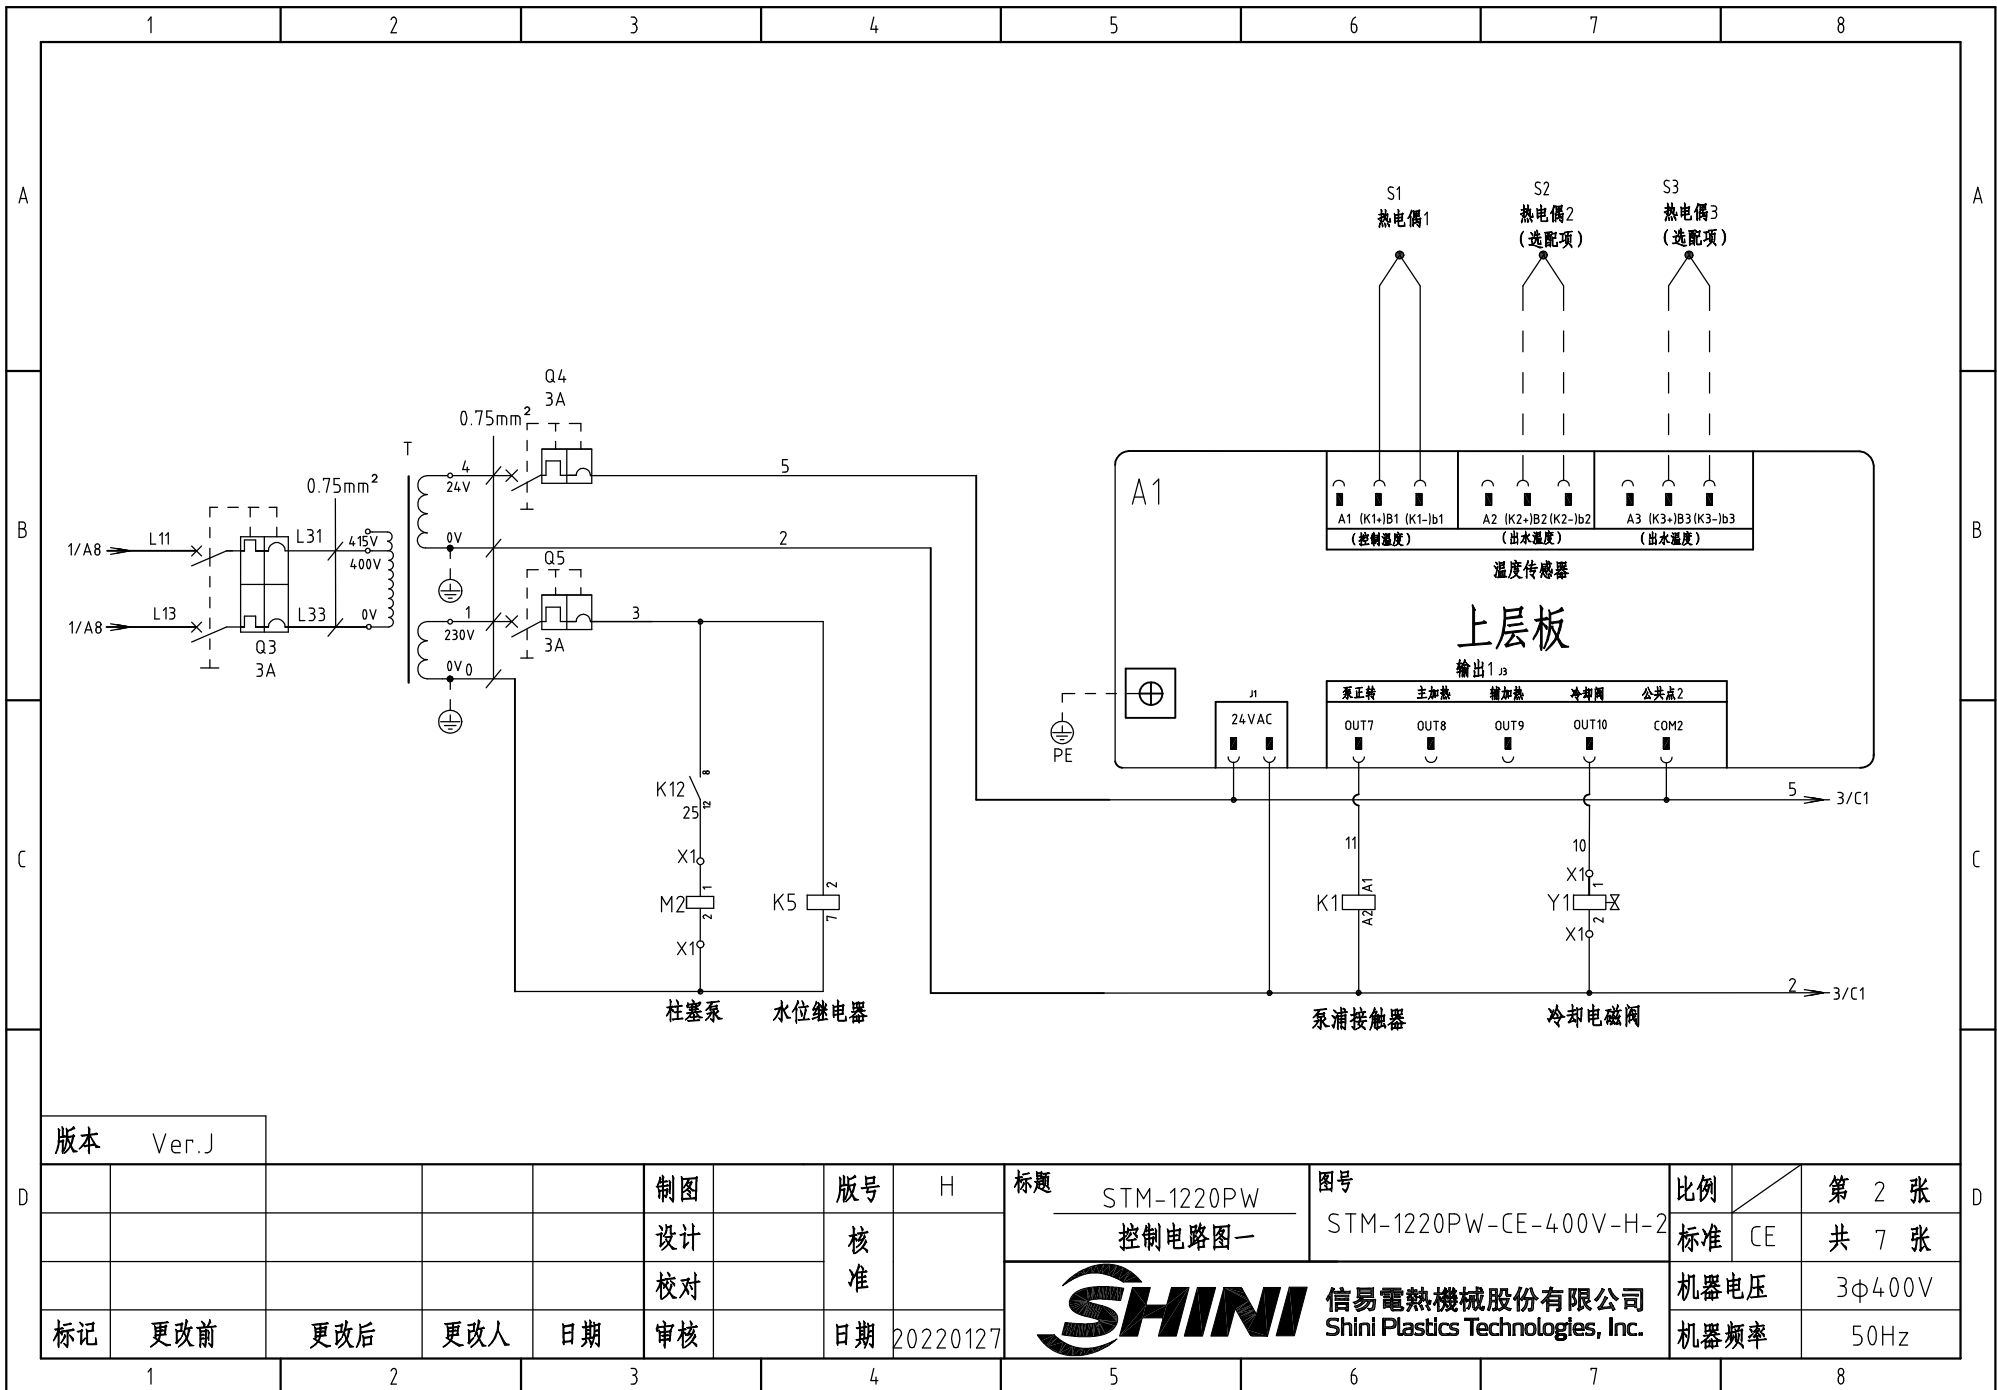 1 2 3 4 5 6 7 8
A A
S1
热电偶1
S2
热电偶2
(选配项)
S3
热电偶3
(选配项)
Q4
3A
0.75mm²
T
4
24V
5
0.75mm²
A1
A1 (K1+)B1 (K1-)b1
A2 (K2+)B2 (K2-)b2
A3 (K3+)B3 (K3-)b3
(控制温度)
(出水温度)
(出水温度)
温度传感器
B B
1/A8
L11
L31
415V
400V
0V
2
Q5
1/A8
L13
L33
0V
1
230V
3
3A
Q3
3A
0V 0
上层板
输出1 J3
泵正转 主加热 辅加热 冷却阀 公共点2
J1
24VAC
OUT7 OUT8 OUT9 OUT10 COM2
PE
K12
8
12
25
5
3/C1
11
10
C C
X1
X1
M2
1
2
K5
2
7
K1
A1
A2
Y1
1
2
X1
X1
2
3/C1
柱塞泵
水位继电器
泵浦接触器
冷却电磁阀
版本 Ver.J
D D
制图
版号 H
标题
STM-1220PW
控制电路图一
图号
STM-1220PW-CE-400V-H-2
比例
第 2 张
设计
核准
标准 CE
共 7 张
校对
机器电压 3ϕ400V
标记 更改前 更改后 更改人 日期 审核
日期 20220127
SHINI
信易電熱機械股份有限公司
Shini Plastics Technologies, Inc.
机器频率 50Hz
1 2 3 4 5 6 7 8